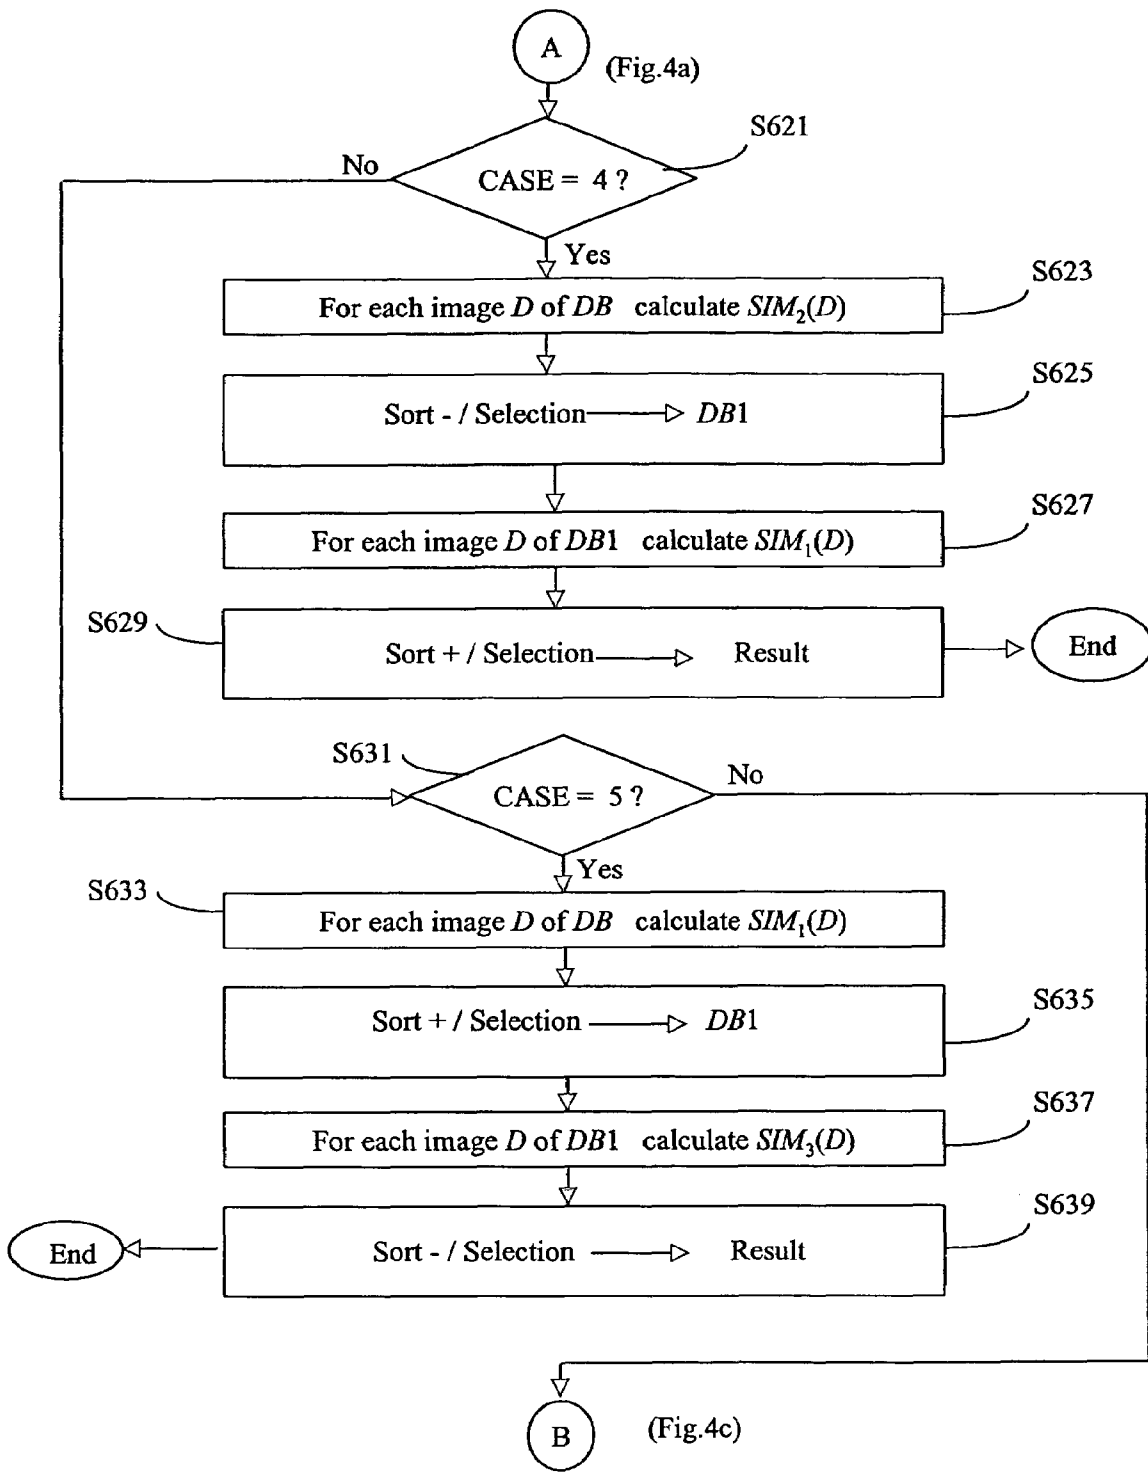 A
(Fig.4a)
S621
No
CASE = 4 ?
Yes
S623
For each image D of DB calculate SIM₂(D)
S625
Sort - / Selection DB1
S627
For each image D of DB1 calculate SIM₁(D)
S629
Sort + / Selection Result
End
S631
No
CASE = 5 ?
Yes
S633
For each image D of DB calculate SIM₁(D)
S635
Sort + / Selection DB1
S637
For each image D of DB1 calculate SIM₃(D)
S639
End
Sort - / Selection Result
B
(Fig.4c)